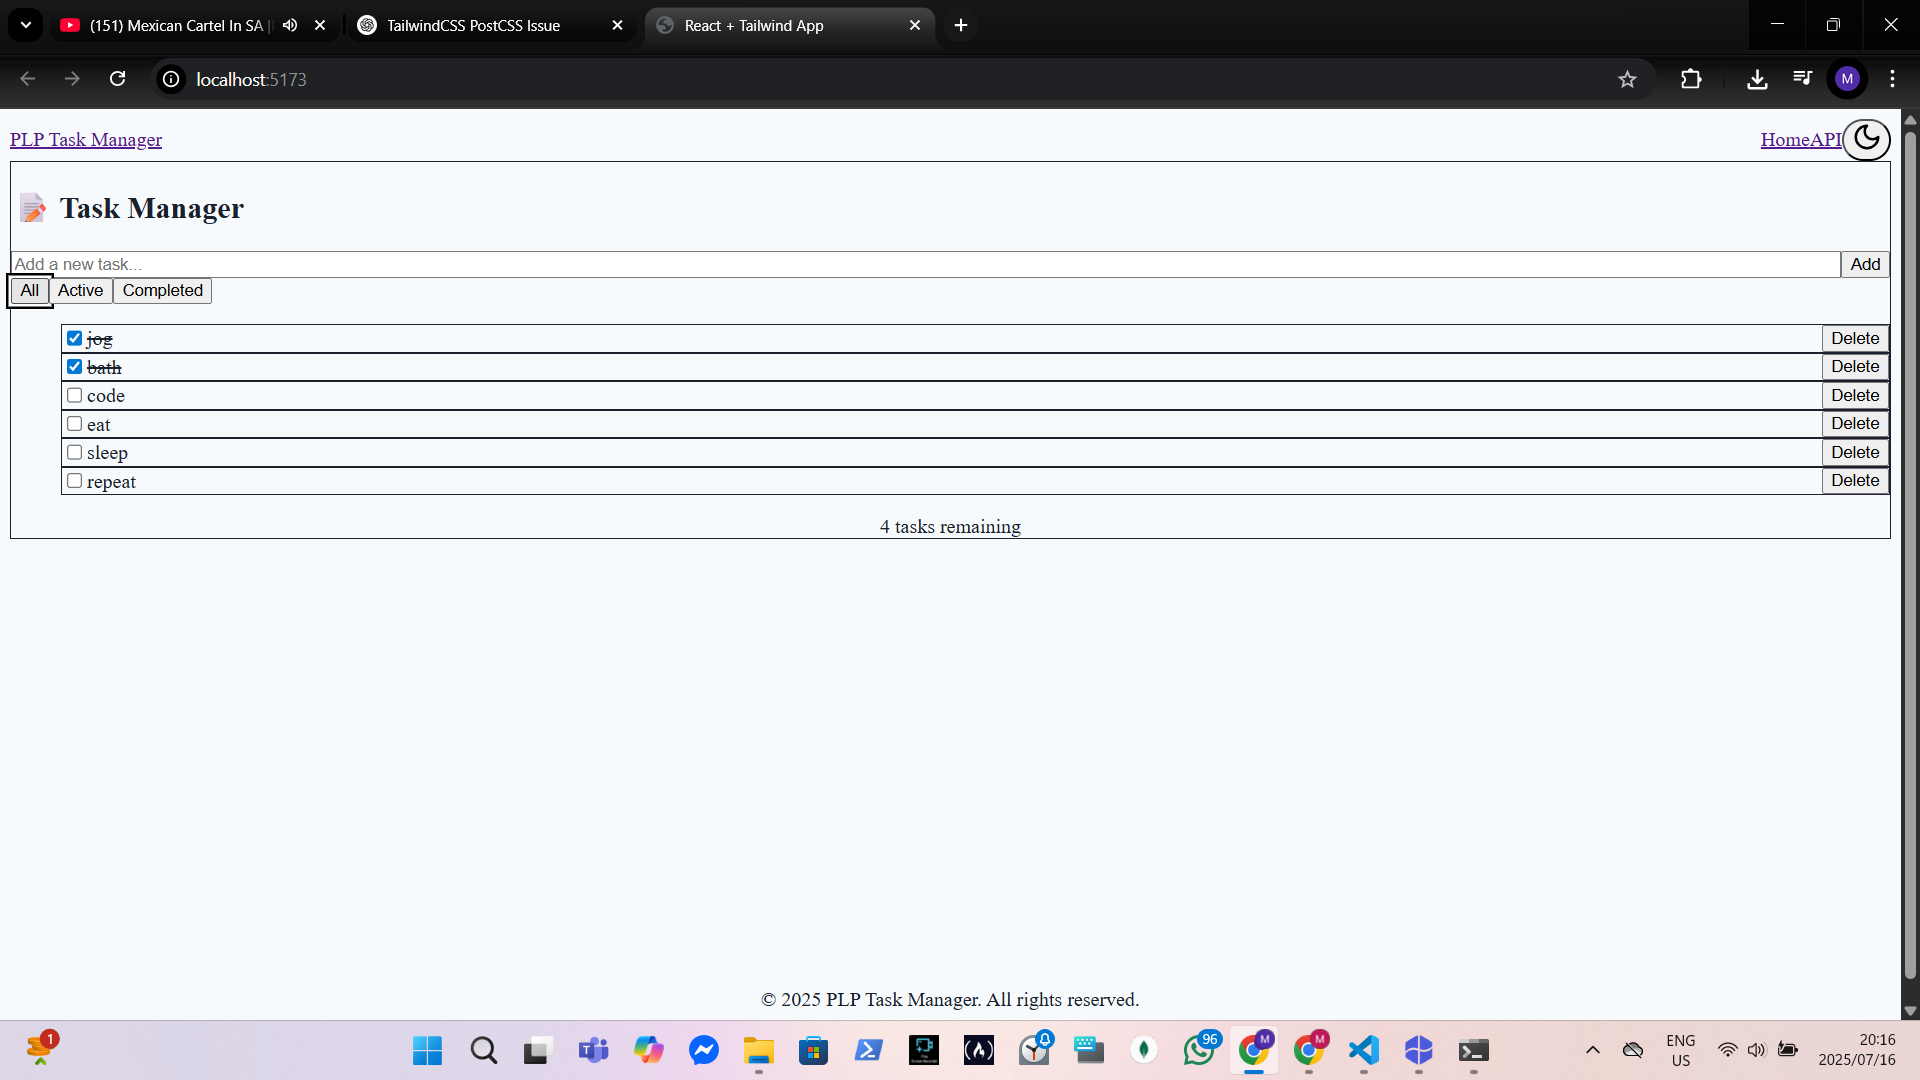 (151) Mexican Cartel In SA |
TailwindCSS PostCSS Issue
React + Tailwind App
localhost:5173
M
PLP Task Manager
HomeAPI
Task Manager
Add a new task...
Add
All
Active
Completed
jog
Delete
bath
Delete
code
Delete
eat
Delete
sleep
Delete
repeat
Delete
4 tasks remaining
© 2025 PLP Task Manager. All rights reserved.
1
96
M
M
ENG
US
20:16
2025/07/16